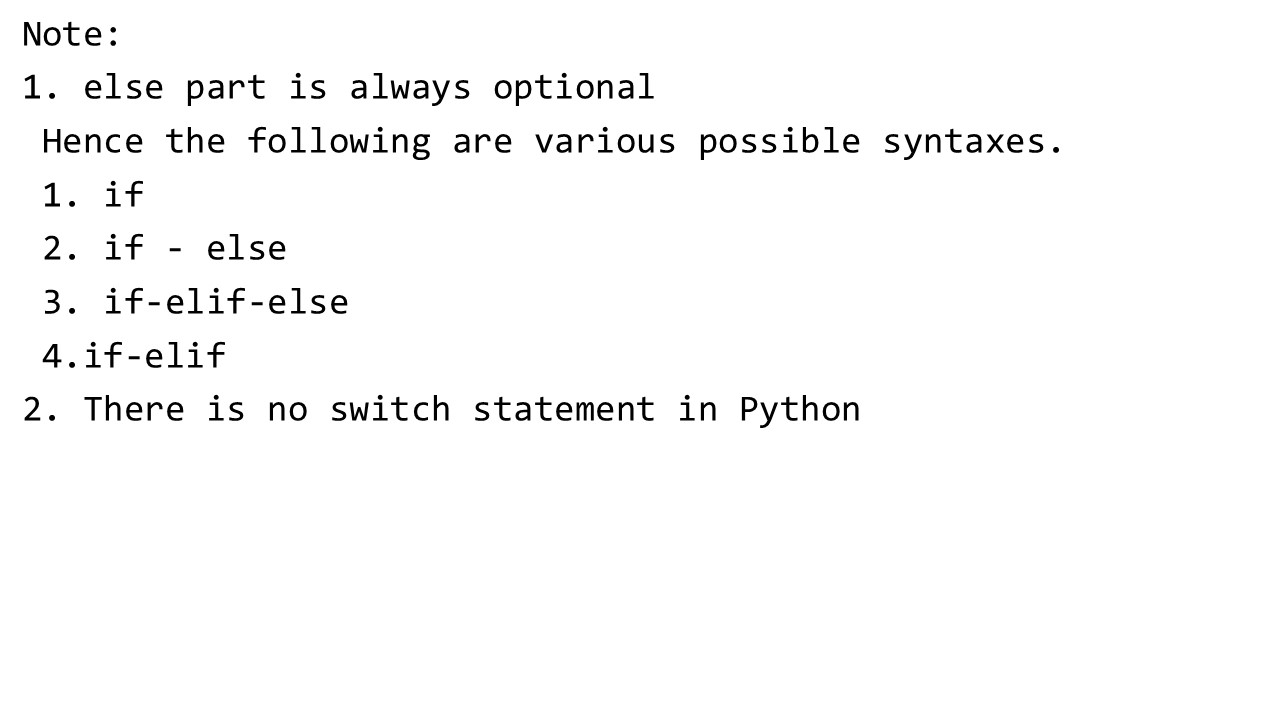 Note:
1. else part is always optional
Hence the following are various possible syntaxes.
1. if
2. if - else
3. if-elif-else
4.if-elif
2. There is no switch statement in Python